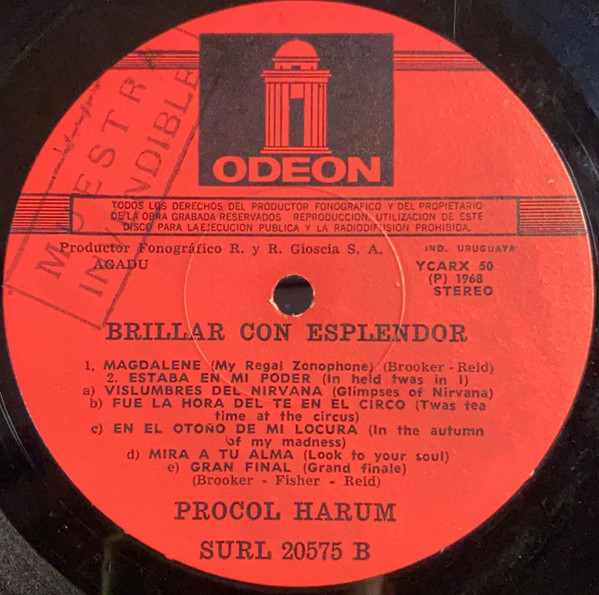 MUESTRA
INVENDIBLE
ODEON
TODOS LOS DERECHOS DEL PRODUCTOR FONOGRAFICO Y DEL PROPIETARIO
DE LA OBRA GRABADA RESERVADOS REPRODUCCION, UTILIZACION DE ESTE
DISCO PARA LA EJECUCION PUBLICA Y LA RADIODIFUSION PROHIBIDA.
Productor Fonográfico R. y R. Gioscia S. A.
AGADU
IND. URUGUAYA
YCARX 50
(P) 1968
STEREO
BRILLAR CON ESPLENDOR
1. MAGDALENE (My Regal Zonophone) (Brooker - Reid)
2. ESTABA EN MI PODER (In held twas in I)
a) VISLUMBRES DEL NIRVANA (Glimpses of Nirvana)
b) FUE LA HORA DEL TE EN EL CIRCO (Twas tea
time at the circus)
c) EN EL OTOÑO DE MI LOCURA (In the autumn
of my madness)
d) MIRA A TU ALMA (Look to your soul)
e) GRAN FINAL (Grand finale)
(Brooker - Fisher - Reid)
PROCOL HARUM
SURL 20575 B